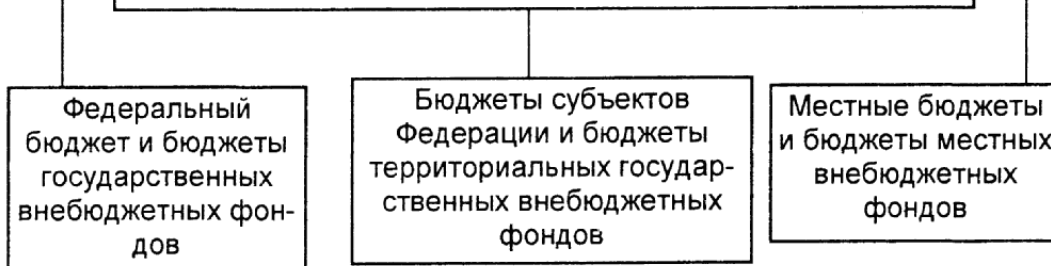 Федеральный
бюджет и бюджеты
государственных
внебюджетных фон-
дов
Бюджеты субъектов
Федерации и бюджеты
территориальных государ-
ственных внебюджетных
фондов
Местные бюджеты
и бюджеты местных
внебюджетных
фондов